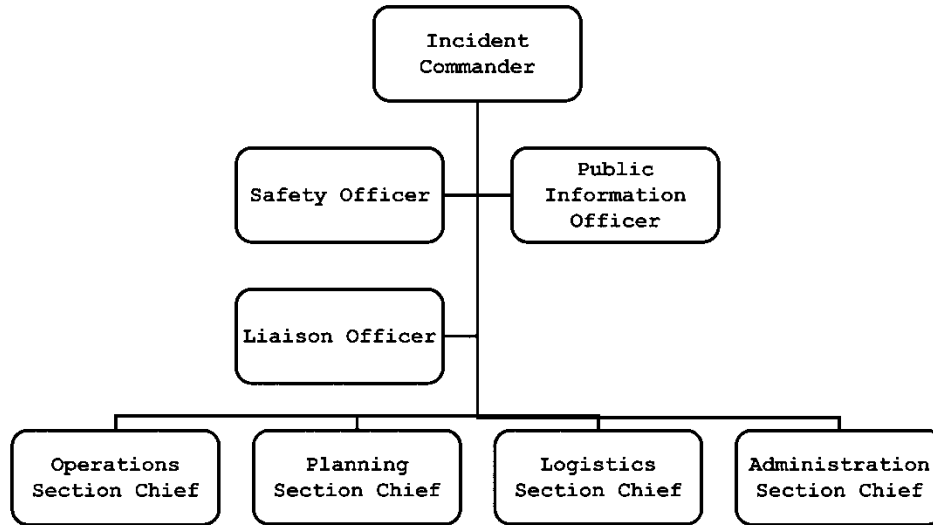 Incident
Commander
Safety Officer
Public
Information
Officer
Liaison Officer
Operations
Section Chief
Planning
Section Chief
Logistics
Section Chief
Administration
Section Chief